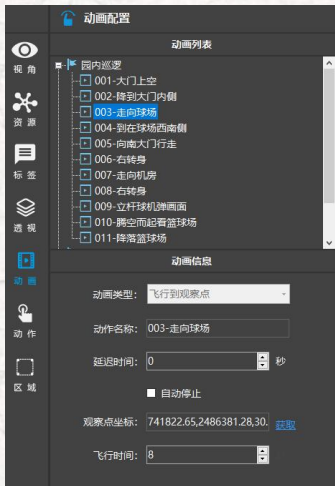 动画配置
视角
资源
标签
透视
动画
动作
区域
动画列表
园内巡逻
001-大门上空
002-降到大门内侧
003-走向球场
004-到在球场西南侧
005-向南大门行走
006-右转身
007-走向机房
008-右转身
009-立杆球机弹画面
010-腾空而起看篮球场
011-降落篮球场
动画信息
动画类型: 飞行到观察点
动作名称: 003-走向球场
延迟时间: 0 秒
自动停止
观察点坐标: 741822.65,2486381.28,30. 获取
飞行时间: 8